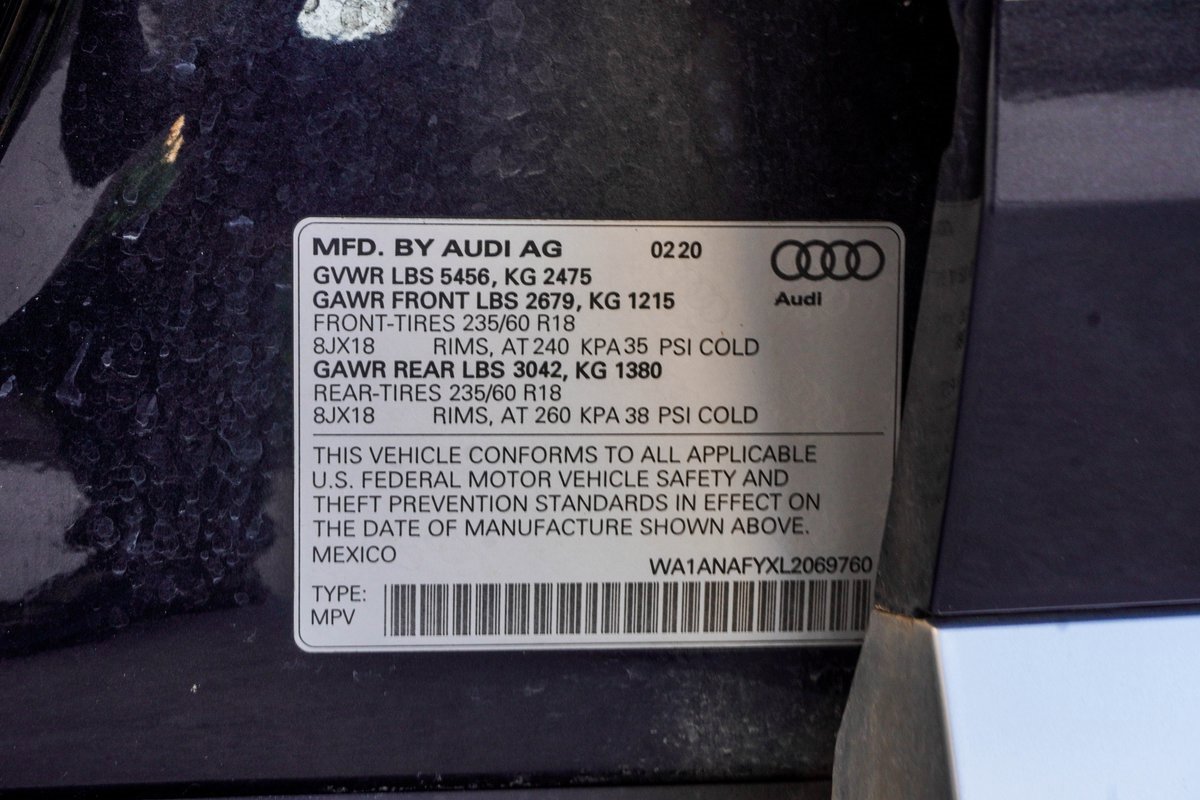 MFD. BY AUDI AG 0220
GVWR LBS 5456, KG 2475
GAWR FRONT LBS 2679, KG 1215
Audi
FRONT-TIRES 235/60 R18
8JX18 RIMS, AT 240 KPA 35 PSI COLD
GAWR REAR LBS 3042, KG 1380
REAR-TIRES 235/60 R18
8JX18 RIMS, AT 260 KPA 38 PSI COLD
THIS VEHICLE CONFORMS TO ALL APPLICABLE
U.S. FEDERAL MOTOR VEHICLE SAFETY AND
THEFT PREVENTION STANDARDS IN EFFECT ON
THE DATE OF MANUFACTURE SHOWN ABOVE.
MEXICO
WA1ANAFYXL2069760
TYPE:
MPV